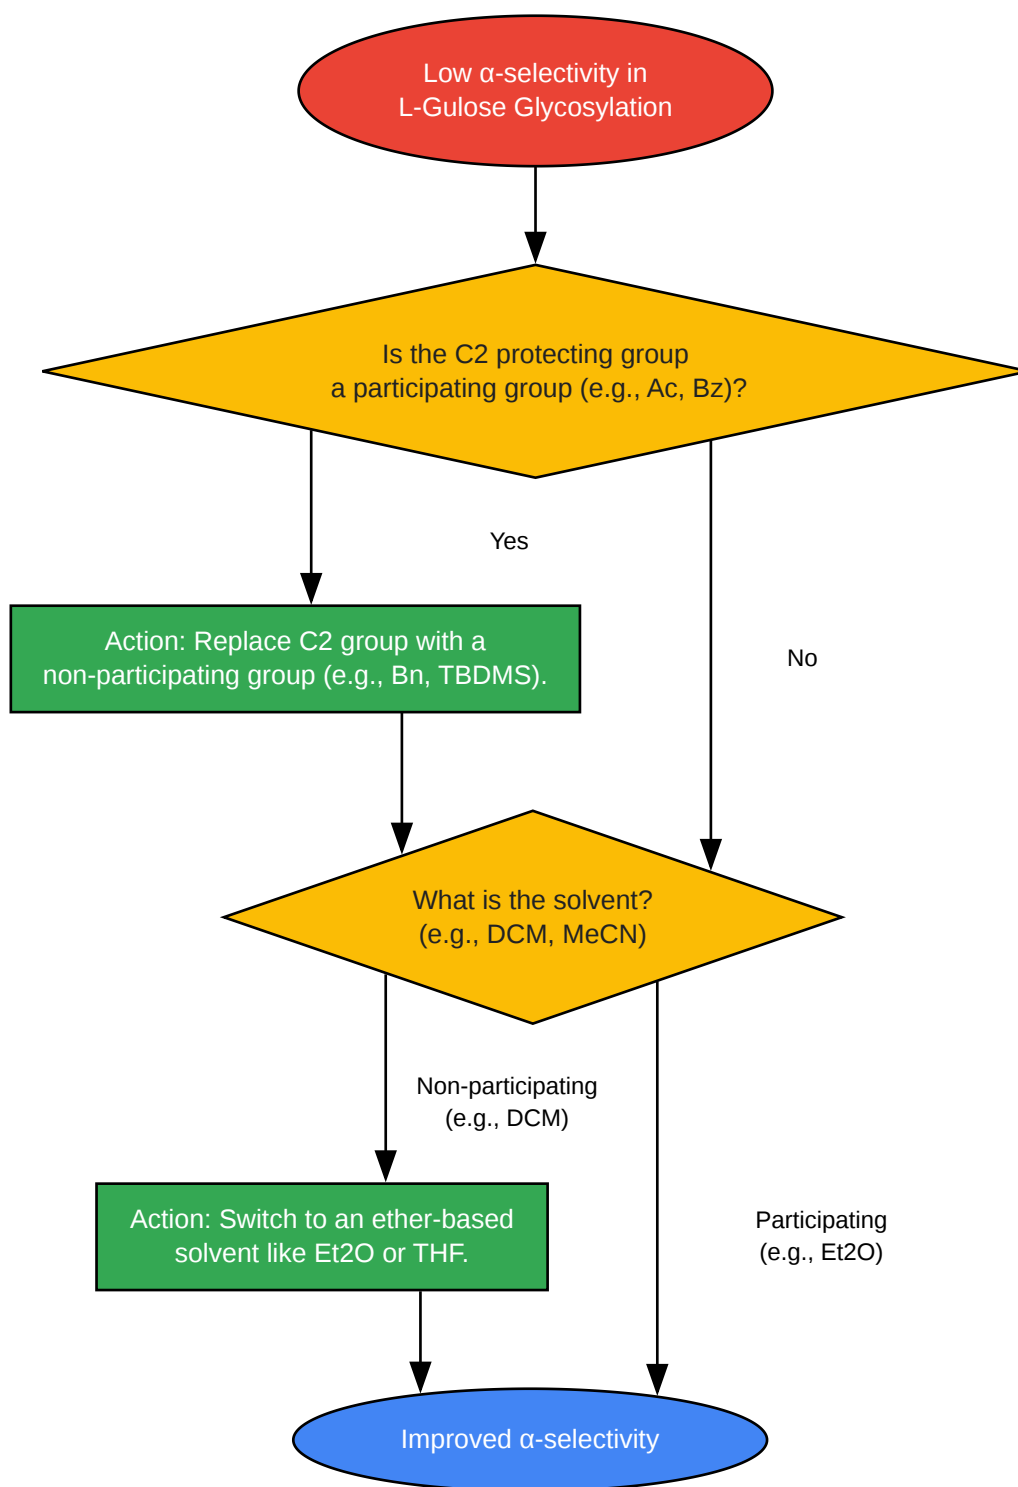 Low α-selectivity in
L-Gulose Glycosylation
Is the C2 protecting group
a participating group (e.g., Ac, Bz)?
Yes
Action: Replace C2 group with a
non-participating group (e.g., Bn, TBDMS).
No
What is the solvent?
(e.g., DCM, MeCN)
Non-participating
(e.g., DCM)
Action: Switch to an ether-based
solvent like Et2O or THF.
Participating
(e.g., Et2O)
Improved α-selectivity